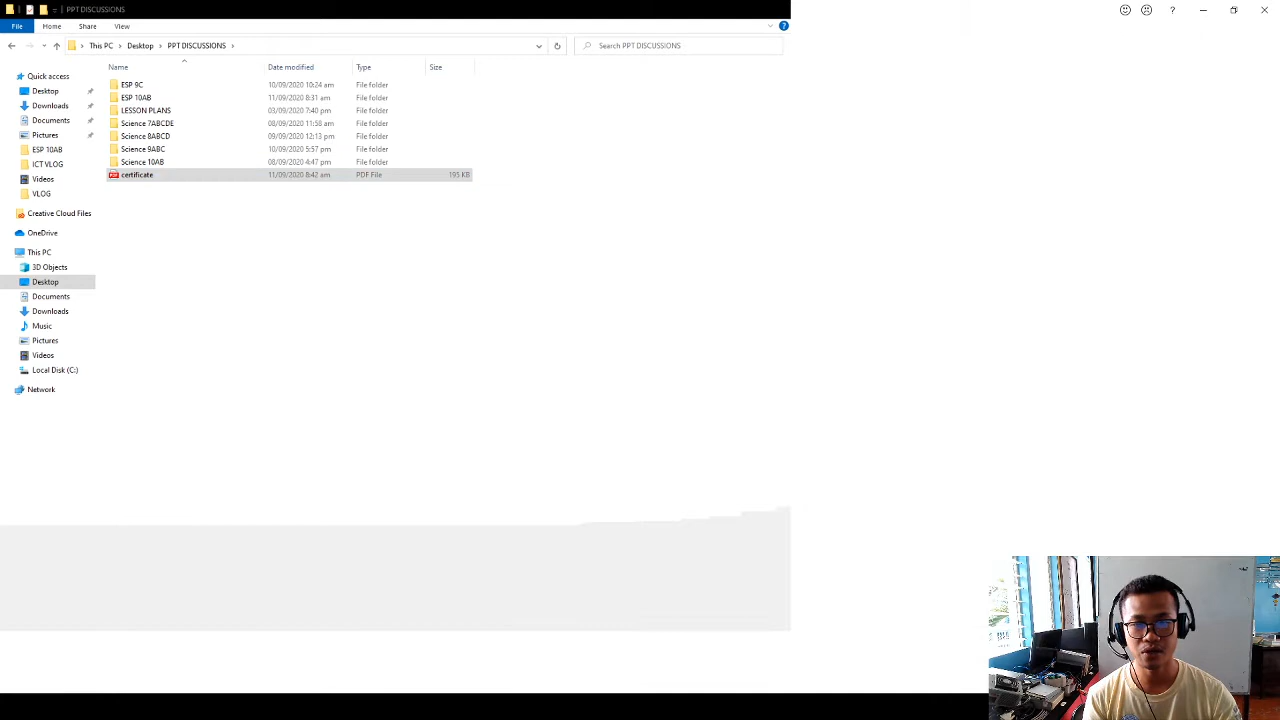 PPT DISCUSSIONS
File Home Share View
This PC Desktop PPT DISCUSSIONS
Search PPT DISCUSSIONS
Name Date modified Type Size
ESP 9C 10/09/2020 10:24 am File folder
ESP 10AB 11/09/2020 8:31 am File folder
LESSON PLANS 03/09/2020 7:40 pm File folder
Science 7ABCDE 08/09/2020 11:58 am File folder
Science 8ABCD 09/09/2020 12:13 pm File folder
Science 9ABC 10/09/2020 5:57 pm File folder
Science 10AB 08/09/2020 4:47 pm File folder
certificate 11/09/2020 8:42 am PDF File 195 KB
Quick access
Desktop
Downloads
Documents
Pictures
ESP 10AB
ICT VLOG
Videos
VLOG
Creative Cloud Files
OneDrive
This PC
3D Objects
Desktop
Documents
Downloads
Music
Pictures
Videos
Local Disk (C:)
Network